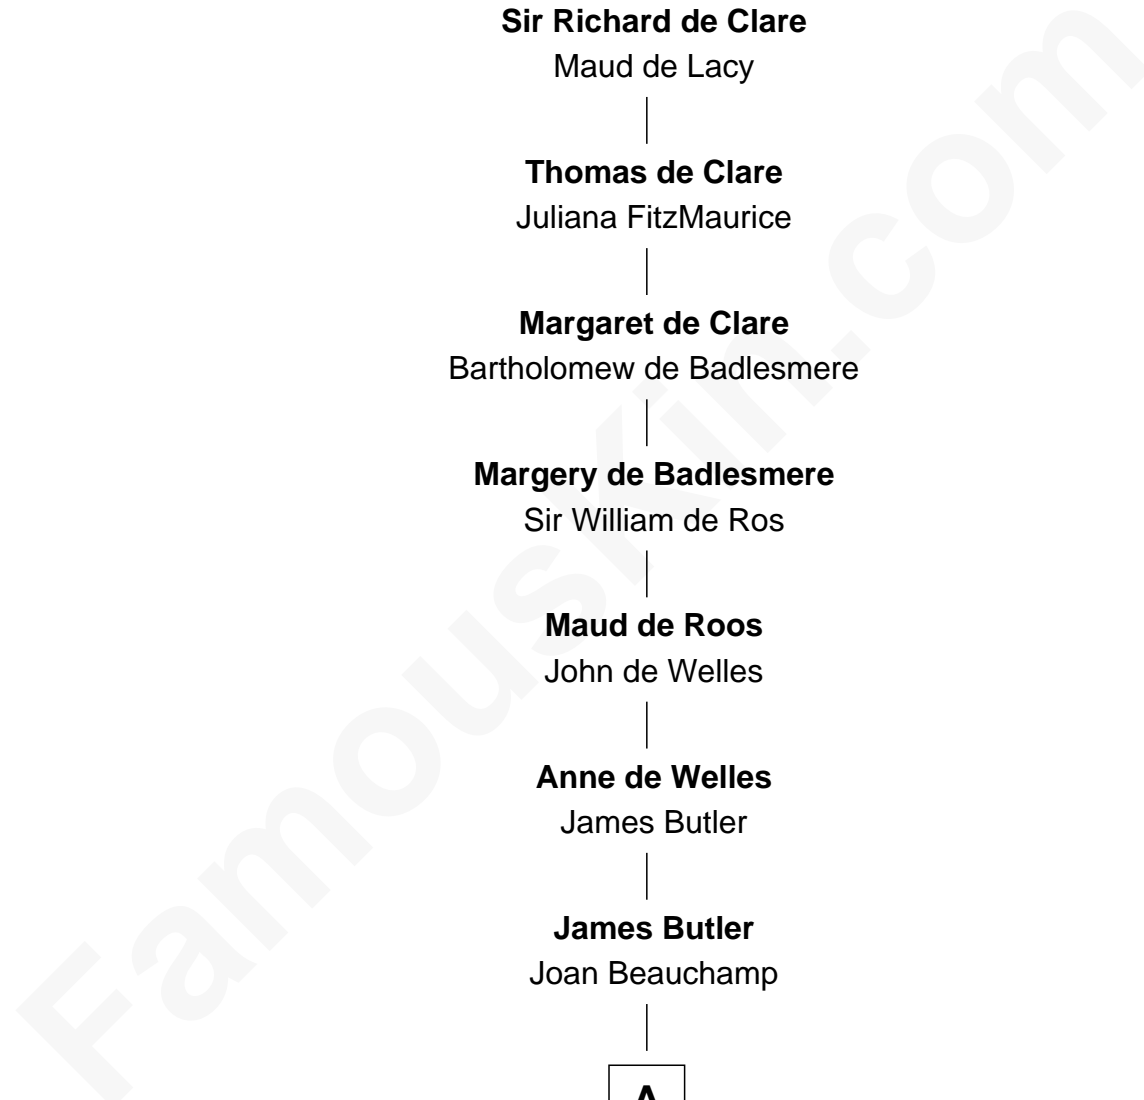 Sir Richard de Clare
Maud de Lacy
Thomas de Clare
Juliana FitzMaurice
Margaret de Clare
Bartholomew de Badlesmere
Margery de Badlesmere
Sir William de Ros
Maud de Roos
John de Welles
Anne de Welles
James Butler
James Butler
Joan Beauchamp
A
FamousKin.com